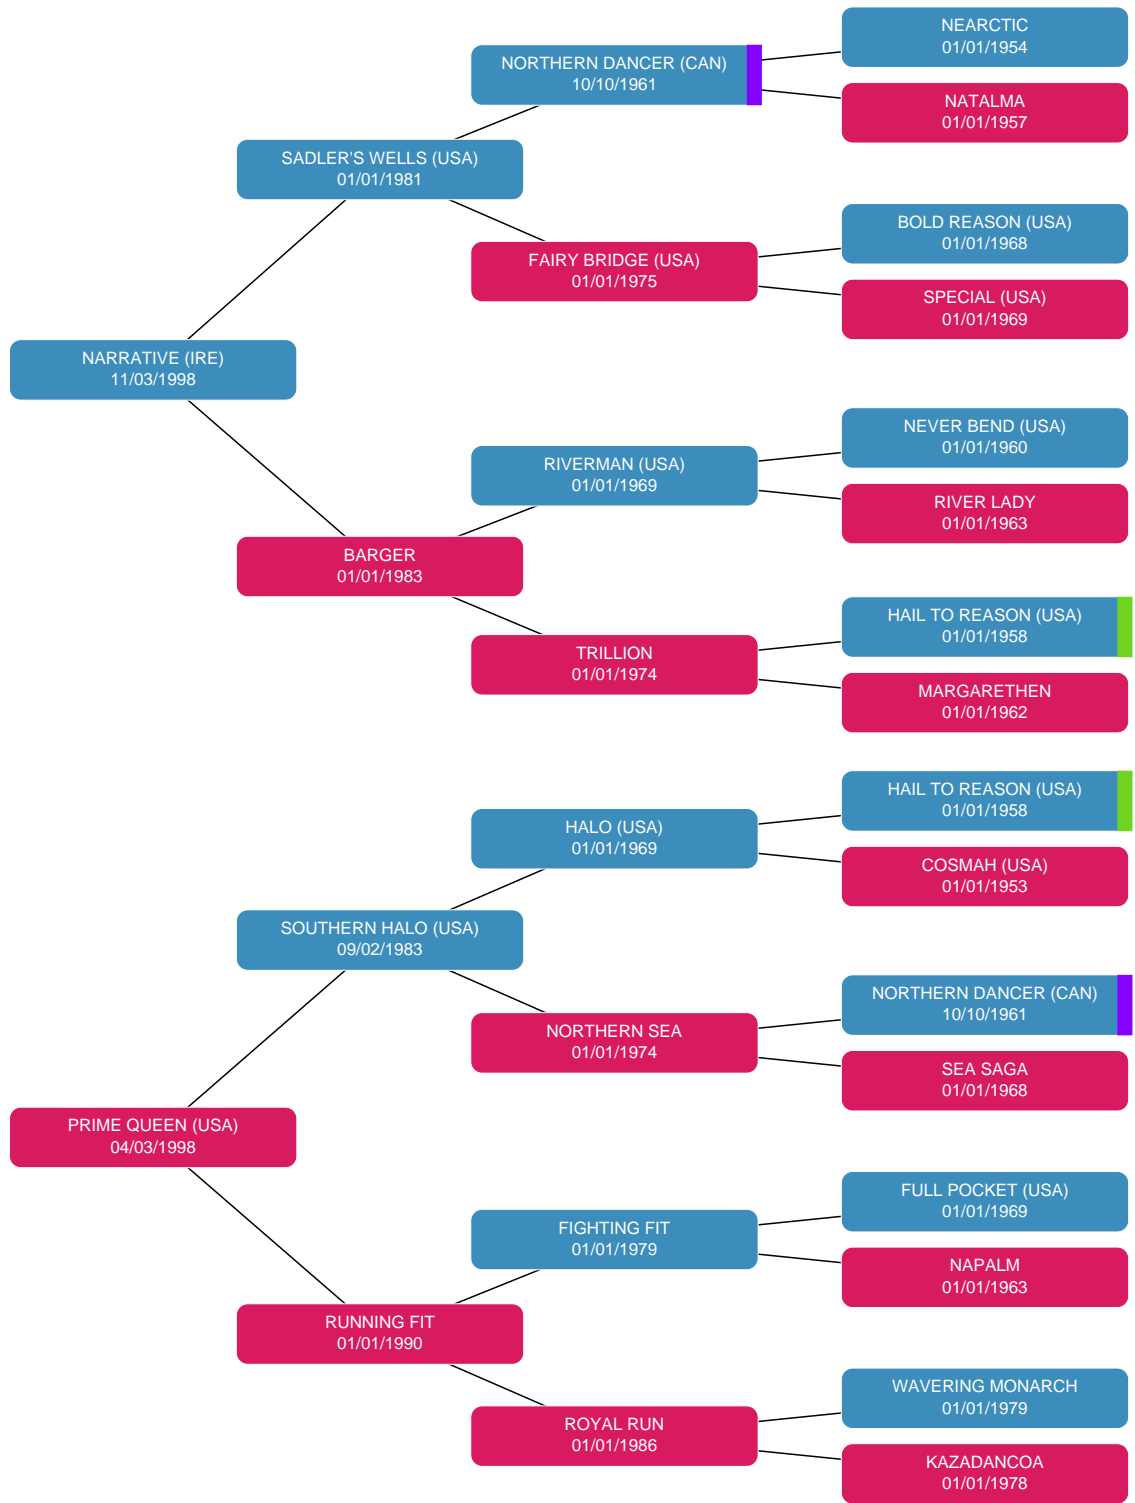 NEARCTIC
01/01/1954
NORTHERN DANCER (CAN)
10/10/1961
NATALMA
01/01/1957
SADLER'S WELLS (USA)
01/01/1981
BOLD REASON (USA)
01/01/1968
FAIRY BRIDGE (USA)
01/01/1975
SPECIAL (USA)
01/01/1969
NARRATIVE (IRE)
11/03/1998
NEVER BEND (USA)
01/01/1960
RIVERMAN (USA)
01/01/1969
RIVER LADY
01/01/1963
BARGER
01/01/1983
HAIL TO REASON (USA)
01/01/1958
TRILLION
01/01/1974
MARGARETHEN
01/01/1962
HAIL TO REASON (USA)
01/01/1958
HALO (USA)
01/01/1969
COSMAH (USA)
01/01/1953
SOUTHERN HALO (USA)
09/02/1983
NORTHERN DANCER (CAN)
10/10/1961
NORTHERN SEA
01/01/1974
SEA SAGA
01/01/1968
PRIME QUEEN (USA)
04/03/1998
FULL POCKET (USA)
01/01/1969
FIGHTING FIT
01/01/1979
NAPALM
01/01/1963
RUNNING FIT
01/01/1990
WAVERING MONARCH
01/01/1979
ROYAL RUN
01/01/1986
KAZADANCOA
01/01/1978